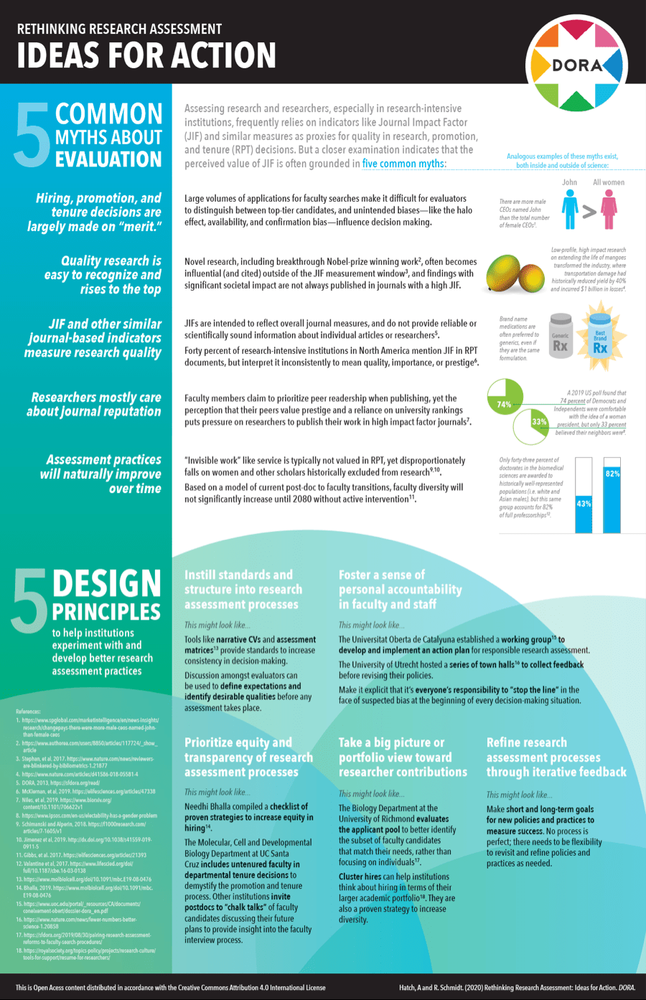 RETHINKING RESEARCH ASSESSMENT
IDEAS FOR ACTION
DORA
5 COMMON
MYTHS ABOUT
EVALUATION
Assessing research and researchers, especially in research-intensive
institutions, frequently relies on indicators like Journal Impact Factor
(JIF) and similar measures as proxies for quality in research, promotion,
and tenure (RPT) decisions. But a closer examination indicates that the
perceived value of JIF is often grounded in five common myths:
Analogous examples of these myths exist,
both inside and outside of science:
Hiring, promotion, and
tenure decisions are
largely made on “merit.”
Large volumes of applications for faculty searches make it difficult for evaluators
to distinguish between top-tier candidates, and unintended biases—like the halo
effect, availability, and confirmation bias—influence decision making.
There are more male
CEOs named John
than the total number
of female CEOs1.
John
All women
>
Quality research is
easy to recognize and
rises to the top
Novel research, including breakthrough Nobel-prize winning work2, often becomes
influential (and cited) outside of the JIF measurement window3, and findings with
significant societal impact are not always published in journals with a high JIF.
Low-profile, high impact research
on extending the life of mangoes
transformed the industry, where
transportation damage had
historically reduced yield by 40%
and incurred $1 billion in losses4.
JIF and other similar
journal-based indicators
measure research quality
JIFs are intended to reflect overall journal measures, and do not provide reliable or
scientifically sound information about individual articles or researchers5.
Forty percent of research-intensive institutions in North America mention JIF in RPT
documents, but interpret it inconsistently to mean quality, importance, or prestige6.
Brand name
medications are
often preferred to
generics, even if
they are the same
formulation.
Generic
Rx
Best
Brand
Rx
Researchers mostly care
about journal reputation
Faculty members claim to prioritize peer readership when publishing, yet the
perception that their peers value prestige and a reliance on university rankings
puts pressure on researchers to publish their work in high impact factor journals7.
74%
33%
A 2019 US poll found that
74 percent of Democrats and
Independents were comfortable
with the idea of a woman
president, but only 33 percent
believed their neighbors were8.
Assessment practices
will naturally improve
over time
“Invisible work” like service is typically not valued in RPT, yet disproportionately
falls on women and other scholars historically excluded from research9,10.
Based on a model of current post-doc to faculty transitions, faculty diversity will
not significantly increase until 2080 without active intervention11.
Only forty-three percent of
doctorates in the biomedical
sciences are awarded to
historically well-represented
populations (i.e. white and
Asian males), but this same
group accounts for 82%
of full professorships12.
43%
82%
5 DESIGN
PRINCIPLES
to help institutions
experiment with and
develop better research
assessment practices
Instill standards and
structure into research
assessment processes
This might look like...
Tools like narrative CVs and assessment
matrices13 provide standards to increase
consistency in decision-making.
Discussion amongst evaluators can
be used to define expectations and
identify desirable qualities before any
assessment takes place.
Foster a sense of
personal accountability
in faculty and staff
This might look like...
The Universitat Oberta de Catalyuna established a working group15 to
develop and implement an action plan for responsible research assessment.
The University of Utrecht hosted a series of town halls16 to collect feedback
before revising their policies.
Make it explicit that it’s everyone’s responsibility to “stop the line” in the
face of suspected bias at the beginning of every decision-making situation.
Prioritize equity and
transparency of research
assessment processes
This might look like...
Needhi Bhalla compiled a checklist of
proven strategies to increase equity in
hiring14.
The Molecular, Cell and Developmental
Biology Department at UC Santa
Cruz includes untenured faculty in
departmental tenure decisions to
demystify the promotion and tenure
process. Other institutions invite
postdocs to “chalk talks” of faculty
candidates discussing their future
plans to provide insight into the faculty
interview process.
Take a big picture or
portfolio view toward
researcher contributions
This might look like...
The Biology Department at the
University of Richmond evaluates
the applicant pool to better identify
the subset of faculty candidates
that match their needs, rather than
focusing on individuals17.
Cluster hires can help institutions
think about hiring in terms of their
larger academic portfolio18. They are
also a proven strategy to increase
diversity.
Refine research
assessment processes
through iterative feedback
This might look like...
Make short and long-term goals
for new policies and practices to
measure success. No process is
perfect; there needs to be flexibility
to revisit and refine policies and
practices as needed.
References:
1. https://www.spglobal.com/marketintelligence/en/news-insights/
research/changepays-there-were-more-male-ceos-named-john-
than-female-ceos
2. https://www.authorea.com/users/8850/articles/117724/_show_
article
3. Stephan, et al. 2017. https://www.nature.com/news/reviewers-
are-blinkered-by-bibliometrics-1.21877
4. https://www.nature.com/articles/d41586-018-05581-4
5. DORA, 2013, https://sfdora.org/read/
6. McKiernan, et al, 2019. https://elifesciences.org/articles/47338
7. Niles, et al, 2019. https://www.biorxiv.org/
content/10.1101/706622v1
8. https://www.ipsos.com/en-us/electability-has-a-gender-problem
9. Schimanski and Alperin, 2018. https://f1000research.com/
articles/7-1605/v1
10. Jimenez et al, 2019. http://dx.doi.org/10.1038/s41559-019-
0911-5
11. Gibbs, et al. 2017. https://elifesciences.org/articles/21393
12. Valantine et al, 2017. https://www.lifescied.org/doi/
full/10.1187/cbe.16-03-0138
13. https://www.molbiolcell.org/doi/10.1091/mbc.E19-08-0476
14. Bhalla, 2019. https://www.molbiolcell.org/doi/10.1091/mbc.
E19-08-0476
15. https://www.uoc.edu/portal/_resources/CA/documents/
coneixement-obert/dossier-dora_en.pdf
16. https://www.nature.com/news/fewer-numbers-better-
science-1.20858
17. https://sfdora.org/2019/08/30/pairing-research-assessment-
reforms-to-faculty-search-procedures/
18. https://royalsociety.org/topics-policy/projects/research-culture/
tools-for-support/resume-for-researchers/
This is Open Acess content distributed in accordance with the Creative Commons Attribution 4.0 International License
Hatch, A and R. Schmidt. (2020) Rethinking Research Assessment: Ideas for Action. DORA.